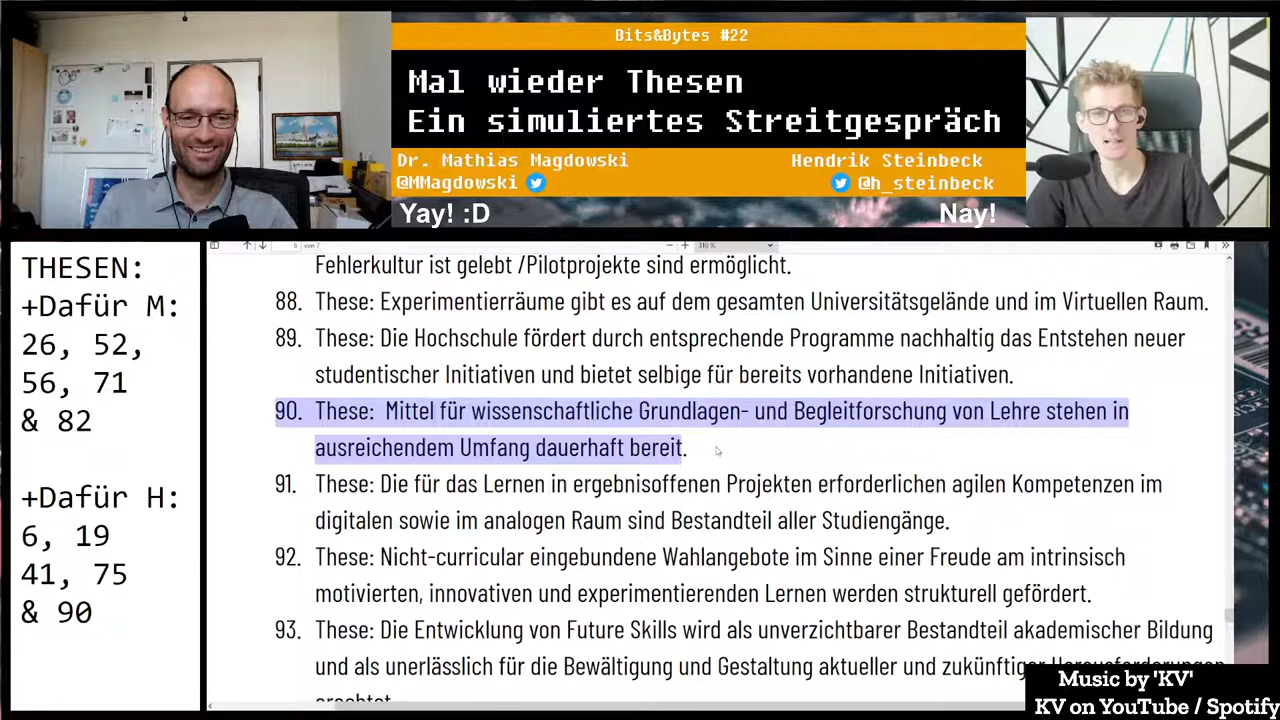 Bits&Bytes #22
Mal wieder Thesen
Ein simuliertes Streitgespräch
Dr. Mathias Magdowski
@MMagdowski
Hendrik Steinbeck
@h_steinbeck
Yay! :D
Nay!
THESEN:
+Dafür M:
26, 52,
56, 71
& 82
+Dafür H:
6, 19
41, 75
& 90
6 von 7
310 %
Fehlerkultur ist gelebt /Pilotprojekte sind ermöglicht.
88. These: Experimentierräume gibt es auf dem gesamten Universitätsgelände und im Virtuellen Raum.
89. These: Die Hochschule fördert durch entsprechende Programme nachhaltig das Entstehen neuer
studentischer Initiativen und bietet selbige für bereits vorhandene Initiativen.
90. These: Mittel für wissenschaftliche Grundlagen- und Begleitforschung von Lehre stehen in
ausreichendem Umfang dauerhaft bereit.
91. These: Die für das Lernen in ergebnisoffenen Projekten erforderlichen agilen Kompetenzen im
digitalen sowie im analogen Raum sind Bestandteil aller Studiengänge.
92. These: Nicht-curricular eingebundene Wahlangebote im Sinne einer Freude am intrinsisch
motivierten, innovativen und experimentierenden Lernen werden strukturell gefördert.
93. These: Die Entwicklung von Future Skills wird als unverzichtbarer Bestandteil akademischer Bildung
und als unerlässlich für die Bewältigung und Gestaltung aktueller und zukünftiger Herausforderungen
erachtet.
Music by 'KV'
KV on YouTube / Spotify